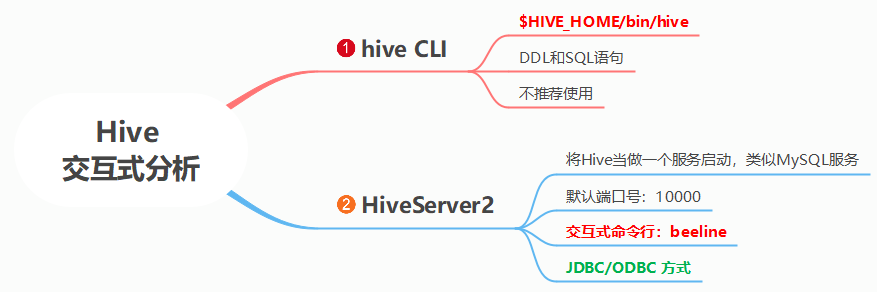 Hive
交互式分析
1 hive CLI
$HIVE_HOME/bin/hive
DDL和SQL语句
不推荐使用
2 HiveServer2
将Hive当做一个服务启动，类似MySQL服务
默认端口号：10000
交互式命令行：beeline
JDBC/ODBC 方式